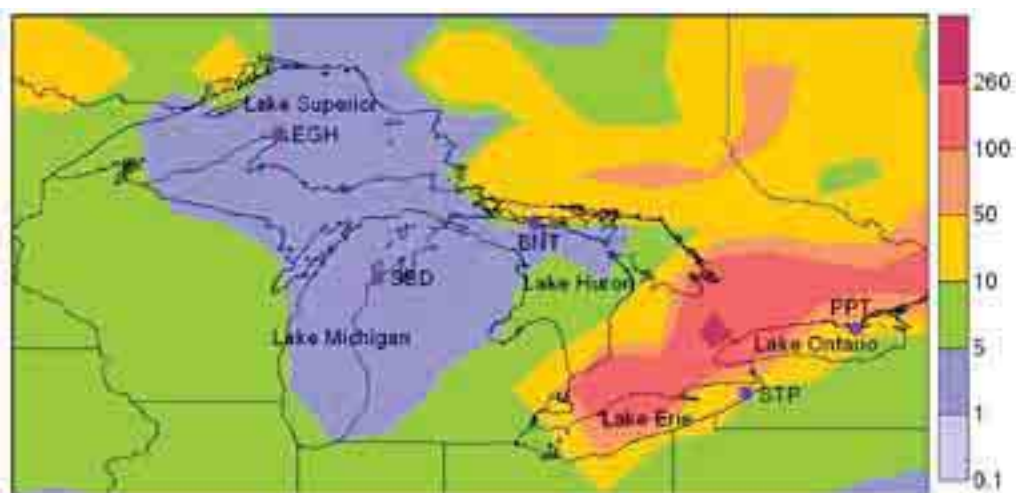 Lake Superior
EGH
BNT
SBD
Lake Huron
Lake Michigan
PPT
Lake Ontario
STP
Lake Erie
260
100
50
10
5
1
0.1